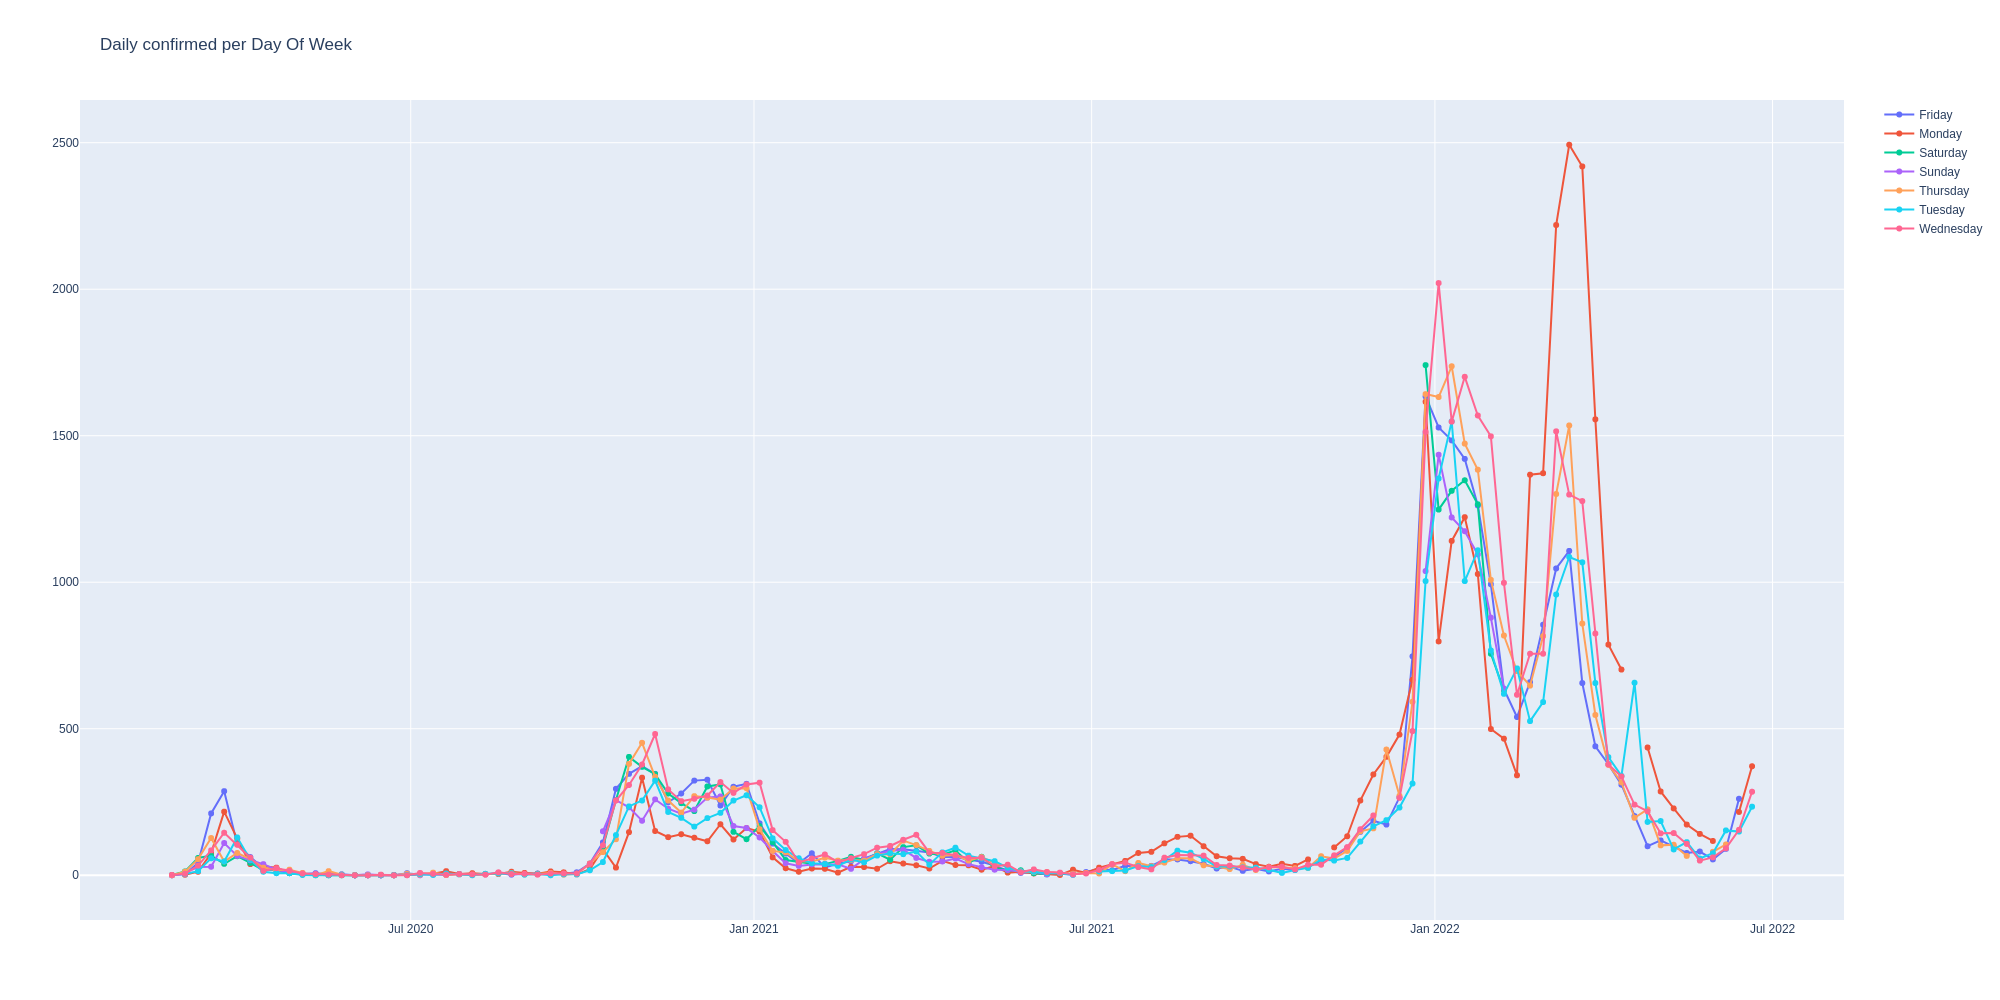 Daily confirmed per Day Of Week
2500
2000
1500
1000
500
0
Jul 2020
Jan 2021
Jul 2021
Jan 2022
Jul 2022
Friday
Monday
Saturday
Sunday
Thursday
Tuesday
Wednesday